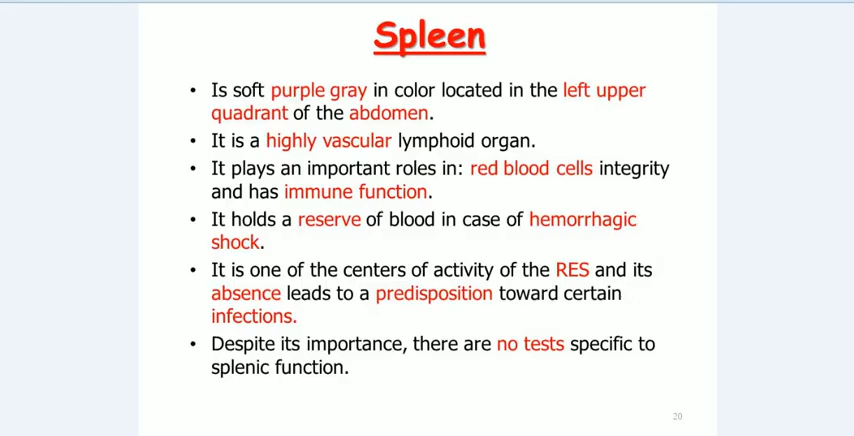 Spleen
• Is soft purple gray in color located in the left upper
quadrant of the abdomen.
• It is a highly vascular lymphoid organ.
• It plays an important roles in: red blood cells integrity
and has immune function.
• It holds a reserve of blood in case of hemorrhagic
shock.
• It is one of the centers of activity of the RES and its
absence leads to a predisposition toward certain
infections.
• Despite its importance, there are no tests specific to
splenic function.
20